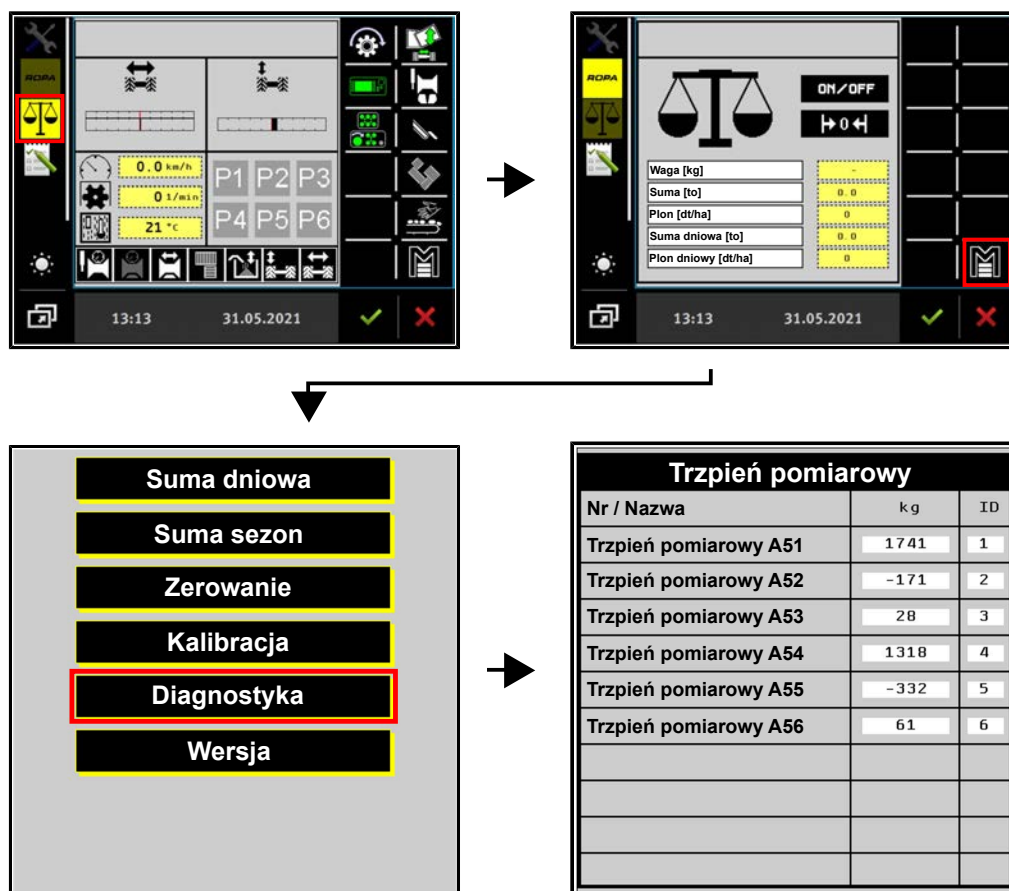 ROPA
0.0 km/h
0 1/min
21 °C
P1 P2 P3
P4 P5 P6
13:13 31.05.2021
ROPA
ON/OFF
0
Waga [kg] -
Suma [to] 0.0
Plon [dt/ha] 0
Suma dniowa [to] 0.0
Plon dniowy [dt/ha] 0
13:13 31.05.2021
Suma dniowa
Suma sezon
Zerowanie
Kalibracja
Diagnostyka
Wersja
Trzpień pomiarowy
Nr / Nazwa kg ID
Trzpień pomiarowy A51 1741 1
Trzpień pomiarowy A52 -171 2
Trzpień pomiarowy A53 28 3
Trzpień pomiarowy A54 1318 4
Trzpień pomiarowy A55 -332 5
Trzpień pomiarowy A56 61 6